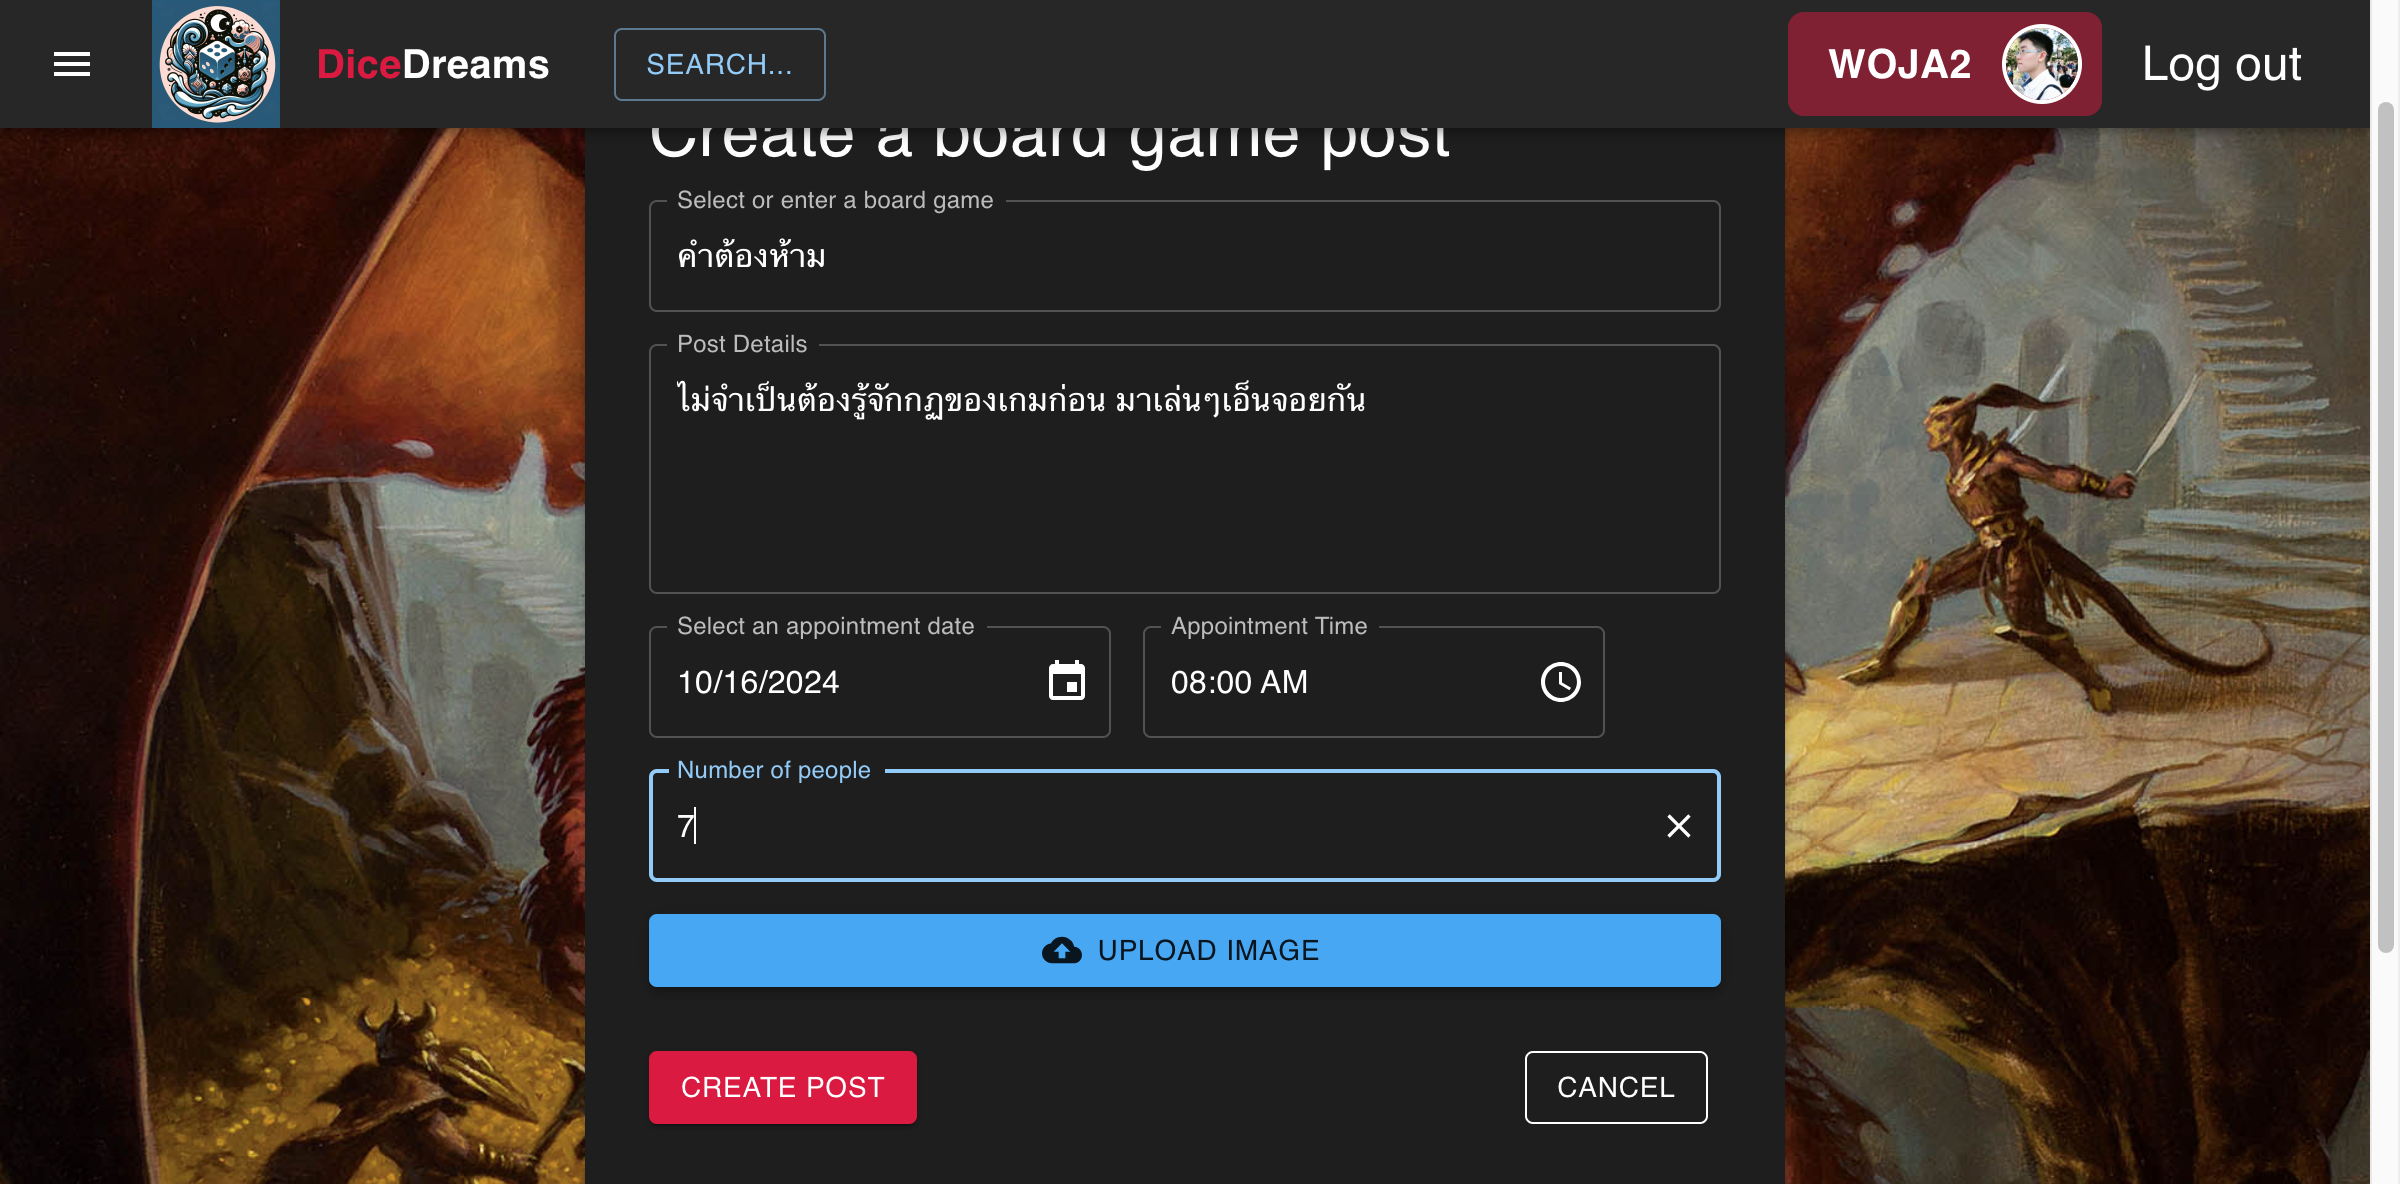 DiceDreams
SEARCH...
WOJA2
Log out
Create a board game post
Select or enter a board game
คำต้องห้าม
Post Details
ไม่จำเป็นต้องรู้จักกฏของเกมก่อน มาเล่นๆเอ็นจอยกัน
Select an appointment date
10/16/2024
Appointment Time
08:00 AM
Number of people
7
UPLOAD IMAGE
CREATE POST
CANCEL